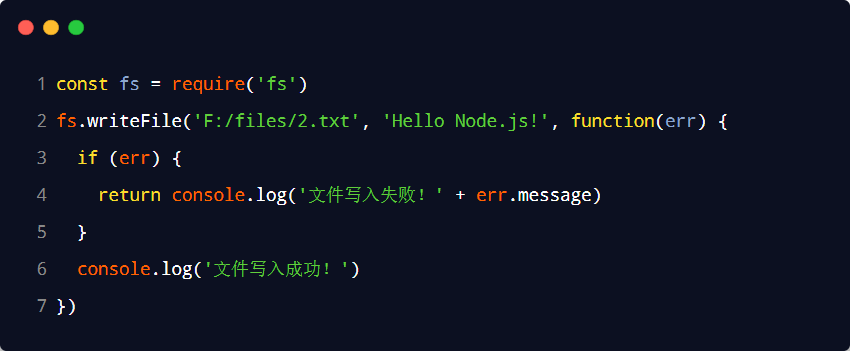 1 const fs = require('fs')
2 fs.writeFile('F:/files/2.txt', 'Hello Node.js!', function(err) {
3   if (err) {
4     return console.log('文件写入失败！' + err.message)
5   }
6   console.log('文件写入成功！')
7 })